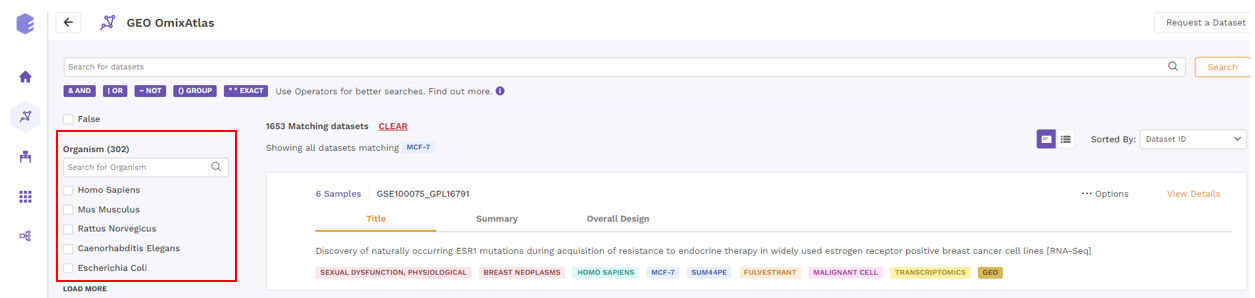 GEO OmixAtlas
Request a Dataset
Search for datasets
Search
& AND | OR ~ NOT () GROUP " " EXACT Use Operators for better searches. Find out more.
False
Organism (302)
Search for Organism
Homo Sapiens
Mus Musculus
Rattus Norvegicus
Caenorhabditis Elegans
Escherichia Coli
LOAD MORE
1653 Matching datasets CLEAR
Showing all datasets matching MCF-7
Sorted By: Dataset ID
6 Samples GSE100075_GPL16791
Options View Details
Title Summary Overall Design
Discovery of naturally occurring ESR1 mutations during acquisition of resistance to endocrine therapy in widely used estrogen receptor positive breast cancer cell lines [RNA-Seq]
SEXUAL DYSFUNCTION, PHYSIOLOGICAL BREAST NEOPLASMS HOMO SAPIENS MCF-7 SUM44PE FULVESTRANT MALIGNANT CELL TRANSCRIPTOMICS GEO